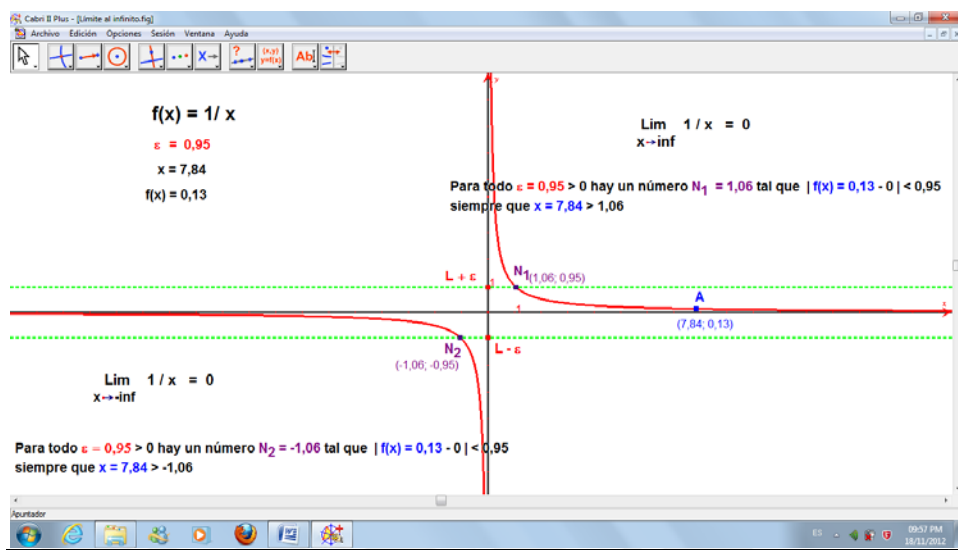 Cabri II Plus - [Limite al infinito.fig]
Archivo Edición Opciones Sesión Ventana Ayuda
? (x,y) y=f(x) Ab|
f(x) = 1/ x
ε = 0,95
x = 7,84
f(x) = 0,13
Lim 1 / x = 0
x→inf
Para todo ε = 0,95 > 0 hay un número N1 = 1,06 tal que | f(x) = 0,13 - 0 | < 0,95
siempre que x = 7,84 > 1,06
L + ε
N1 (1,06; 0,95)
1
A
1
x
(7,84; 0,13)
N2
L - ε
(-1,06; -0,95)
Lim 1 / x = 0
x→-inf
Para todo ε = 0,95 > 0 hay un número N2 = -1,06 tal que | f(x) = 0,13 - 0 | < 0,95
siempre que x = 7,84 > -1,06
Apuntador
ES
09:57 PM
18/11/2012